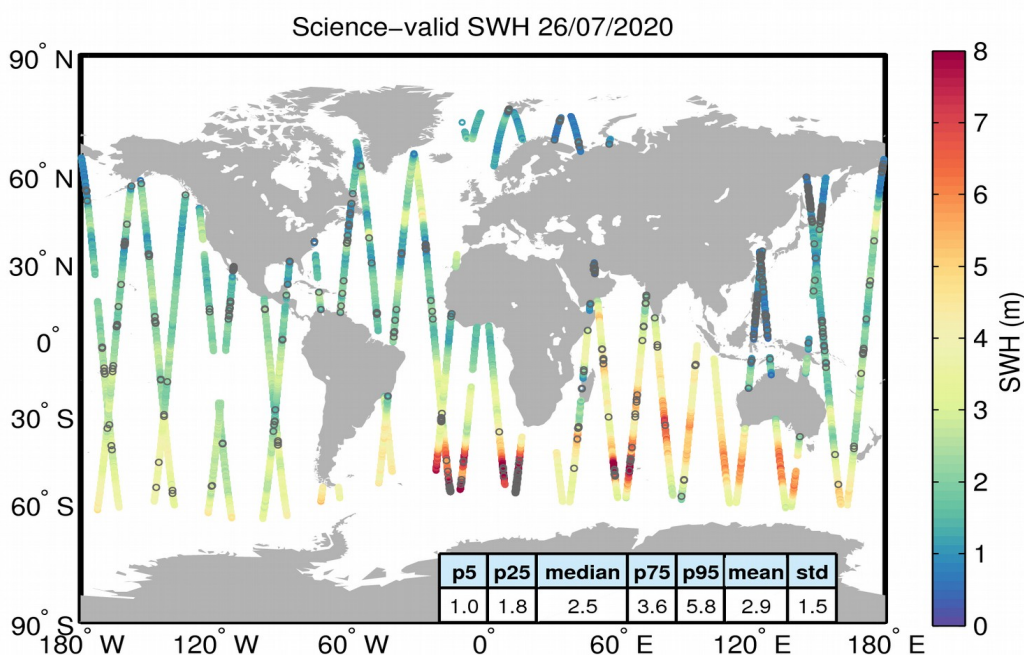 Science−valid SWH 26/07/2020
90° N
60° N
30° N
0°
30° S
60° S
90° S
180° W
120° W
60° W
0°
60° E
120° E
180° E
p5 p25 median p75 p95 mean std
1.0 1.8 2.5 3.6 5.8 2.9 1.5
8
7
6
5
4
3
2
1
0
SWH (m)